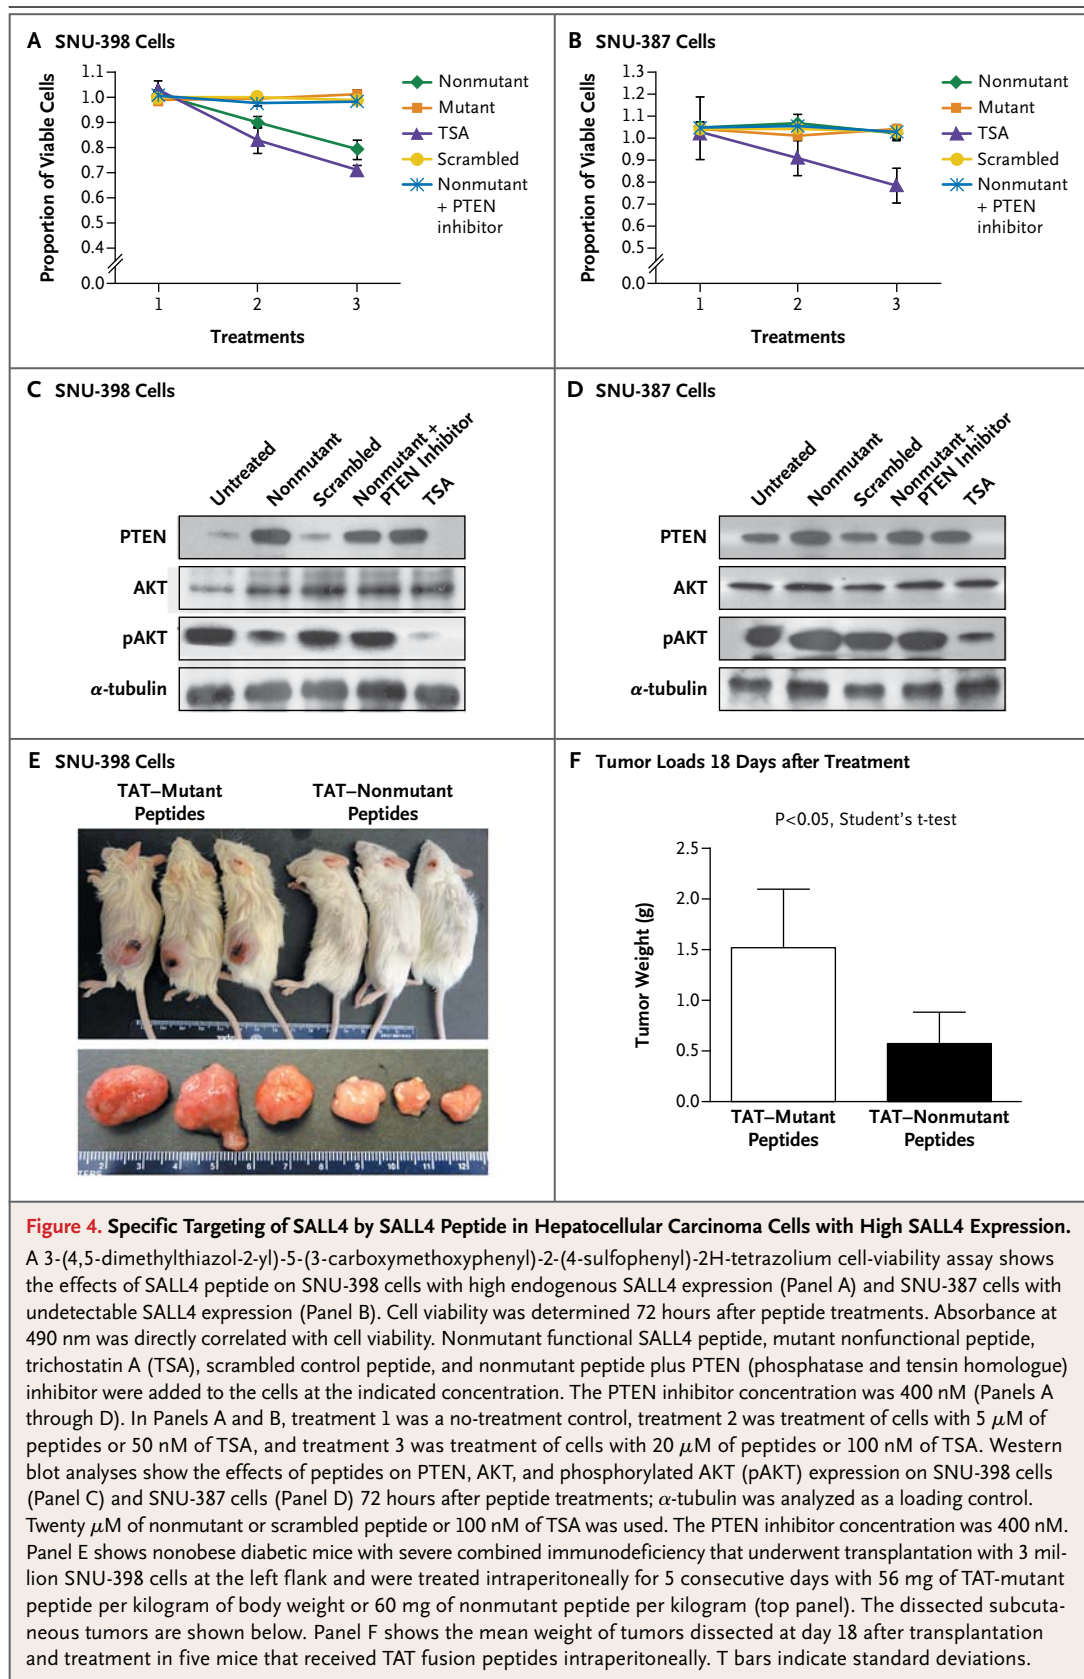 A SNU-398 Cells
Proportion of Viable Cells
1.1
1.0
0.9
0.8
0.7
0.6
0.5
0.4
0.0
1 2 3
Treatments
Nonmutant
Mutant
TSA
Scrambled
Nonmutant
+ PTEN
inhibitor
B SNU-387 Cells
Proportion of Viable Cells
1.3
1.2
1.1
1.0
0.9
0.8
0.7
0.6
0.5
0.0
1 2 3
Treatments
Nonmutant
Mutant
TSA
Scrambled
Nonmutant
+ PTEN
inhibitor
C SNU-398 Cells
Untreated
Nonmutant
Scrambled
Nonmutant +
PTEN Inhibitor
TSA
PTEN
AKT
pAKT
α-tubulin
D SNU-387 Cells
Untreated
Nonmutant
Scrambled
Nonmutant +
PTEN Inhibitor
TSA
PTEN
AKT
pAKT
α-tubulin
E SNU-398 Cells
TAT–Mutant
Peptides
TAT–Nonmutant
Peptides
2 3 4 5 6 7 8 9 10 11 12
F Tumor Loads 18 Days after Treatment
P<0.05, Student's t-test
Tumor Weight (g)
2.5
2.0
1.5
1.0
0.5
0.0
TAT–Mutant
Peptides
TAT–Nonmutant
Peptides
Figure 4. Specific Targeting of SALL4 by SALL4 Peptide in Hepatocellular Carcinoma Cells with High SALL4 Expression.
A 3-(4,5-dimethylthiazol-2-yl)-5-(3-carboxymethoxyphenyl)-2-(4-sulfophenyl)-2H-tetrazolium cell-viability assay shows
the effects of SALL4 peptide on SNU-398 cells with high endogenous SALL4 expression (Panel A) and SNU-387 cells with
undetectable SALL4 expression (Panel B). Cell viability was determined 72 hours after peptide treatments. Absorbance at
490 nm was directly correlated with cell viability. Nonmutant functional SALL4 peptide, mutant nonfunctional peptide,
trichostatin A (TSA), scrambled control peptide, and nonmutant peptide plus PTEN (phosphatase and tensin homologue)
inhibitor were added to the cells at the indicated concentration. The PTEN inhibitor concentration was 400 nM (Panels A
through D). In Panels A and B, treatment 1 was a no-treatment control, treatment 2 was treatment of cells with 5 μM of
peptides or 50 nM of TSA, and treatment 3 was treatment of cells with 20 μM of peptides or 100 nM of TSA. Western
blot analyses show the effects of peptides on PTEN, AKT, and phosphorylated AKT (pAKT) expression on SNU-398 cells
(Panel C) and SNU-387 cells (Panel D) 72 hours after peptide treatments; α-tubulin was analyzed as a loading control.
Twenty μM of nonmutant or scrambled peptide or 100 nM of TSA was used. The PTEN inhibitor concentration was 400 nM.
Panel E shows nonobese diabetic mice with severe combined immunodeficiency that underwent transplantation with 3 mil-
lion SNU-398 cells at the left flank and were treated intraperitoneally for 5 consecutive days with 56 mg of TAT-mutant
peptide per kilogram of body weight or 60 mg of nonmutant peptide per kilogram (top panel). The dissected subcuta-
neous tumors are shown below. Panel F shows the mean weight of tumors dissected at day 18 after transplantation
and treatment in five mice that received TAT fusion peptides intraperitoneally. T bars indicate standard deviations.